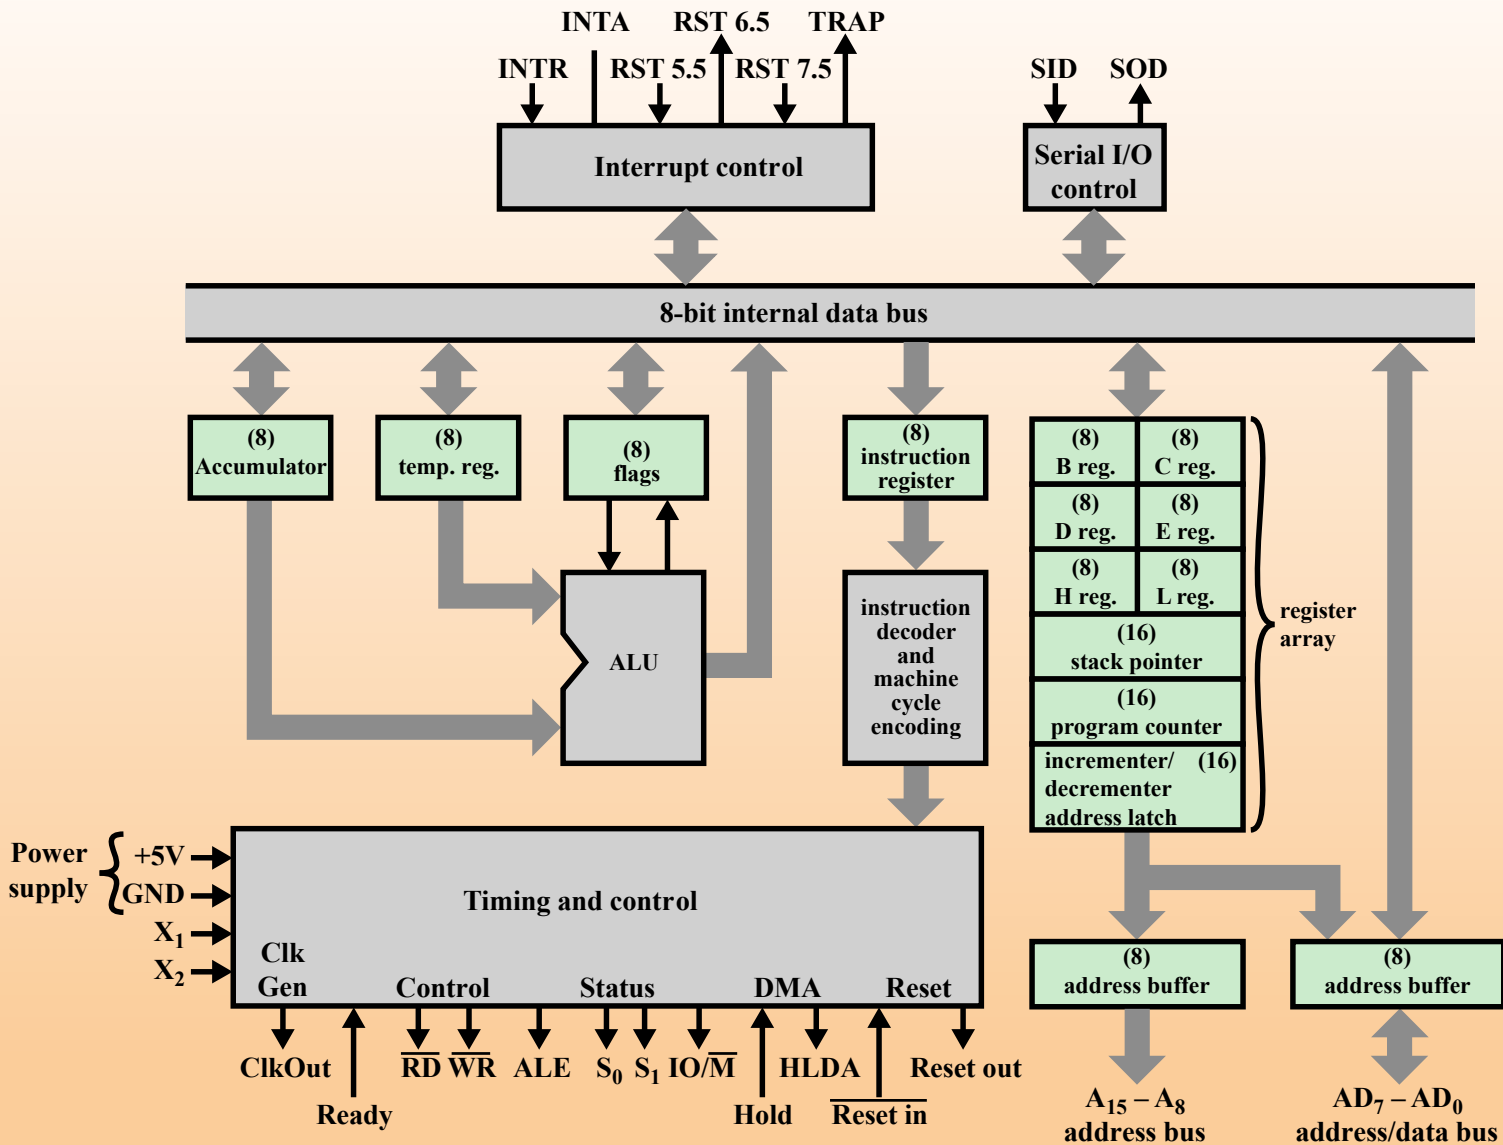 INTA RST 6.5 TRAP
INTR RST 5.5 RST 7.5 SID SOD
Interrupt control
Serial I/O
control
8-bit internal data bus
(8)
Accumulator
(8)
temp. reg.
(8)
flags
(8)
instruction
register
(8)
B reg.
(8)
C reg.
(8)
D reg.
(8)
E reg.
(8)
H reg.
(8)
L reg.
(16)
stack pointer
(16)
program counter
incrementer/ (16)
decrementer
address latch
register
array
ALU
instruction
decoder
and
machine
cycle
encoding
Power
supply
+5V
GND
X₁
X₂
Timing and control
Clk
Gen Control Status DMA Reset
ClkOut R̅D̅ W̅R̅ ALE S₀ S₁ IO/M̅ HLDA Reset out
Ready Hold R̅e̅s̅e̅t̅ ̅i̅n̅
(8)
address buffer
(8)
address buffer
A₁₅ – A₈
address bus
AD₇ – AD₀
address/data bus